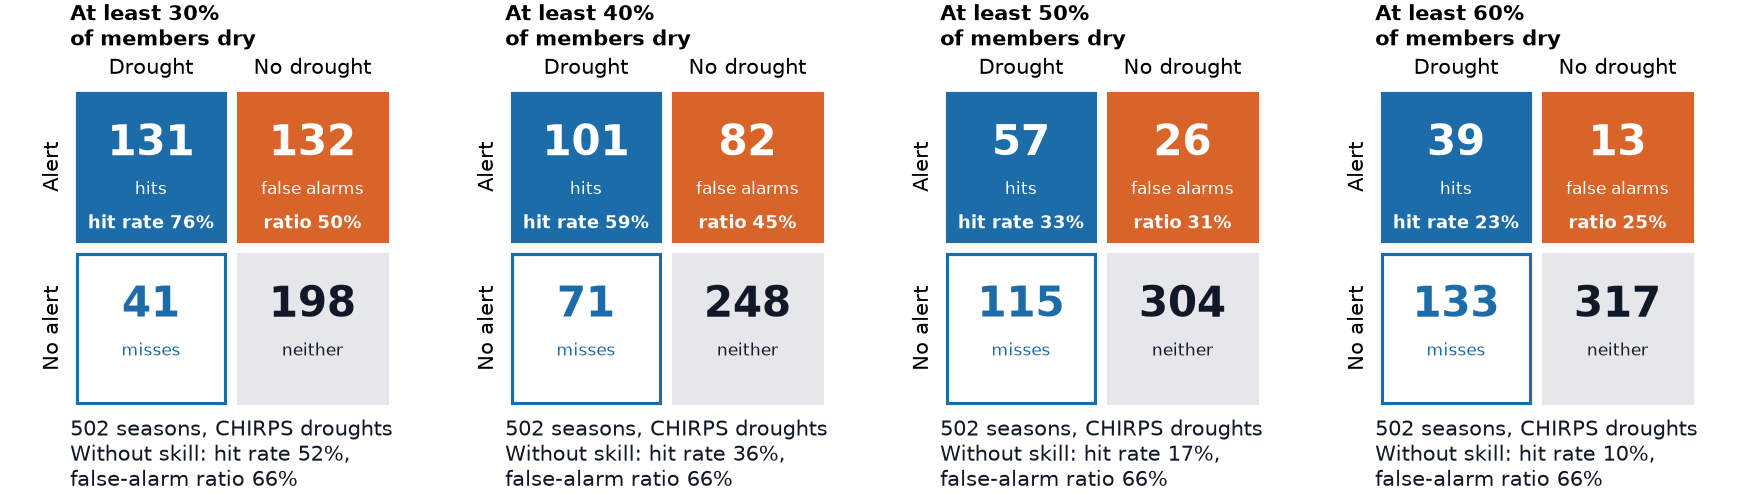 At least 30%
of members dry
Drought No drought
Alert
131
hits
hit rate 76%
132
false alarms
ratio 50%
No alert
41
misses
198
neither
502 seasons, CHIRPS droughts
Without skill: hit rate 52%,
false-alarm ratio 66%
At least 40%
of members dry
Drought No drought
Alert
101
hits
hit rate 59%
82
false alarms
ratio 45%
No alert
71
misses
248
neither
502 seasons, CHIRPS droughts
Without skill: hit rate 36%,
false-alarm ratio 66%
At least 50%
of members dry
Drought No drought
Alert
57
hits
hit rate 33%
26
false alarms
ratio 31%
No alert
115
misses
304
neither
502 seasons, CHIRPS droughts
Without skill: hit rate 17%,
false-alarm ratio 66%
At least 60%
of members dry
Drought No drought
Alert
39
hits
hit rate 23%
13
false alarms
ratio 25%
No alert
133
misses
317
neither
502 seasons, CHIRPS droughts
Without skill: hit rate 10%,
false-alarm ratio 66%